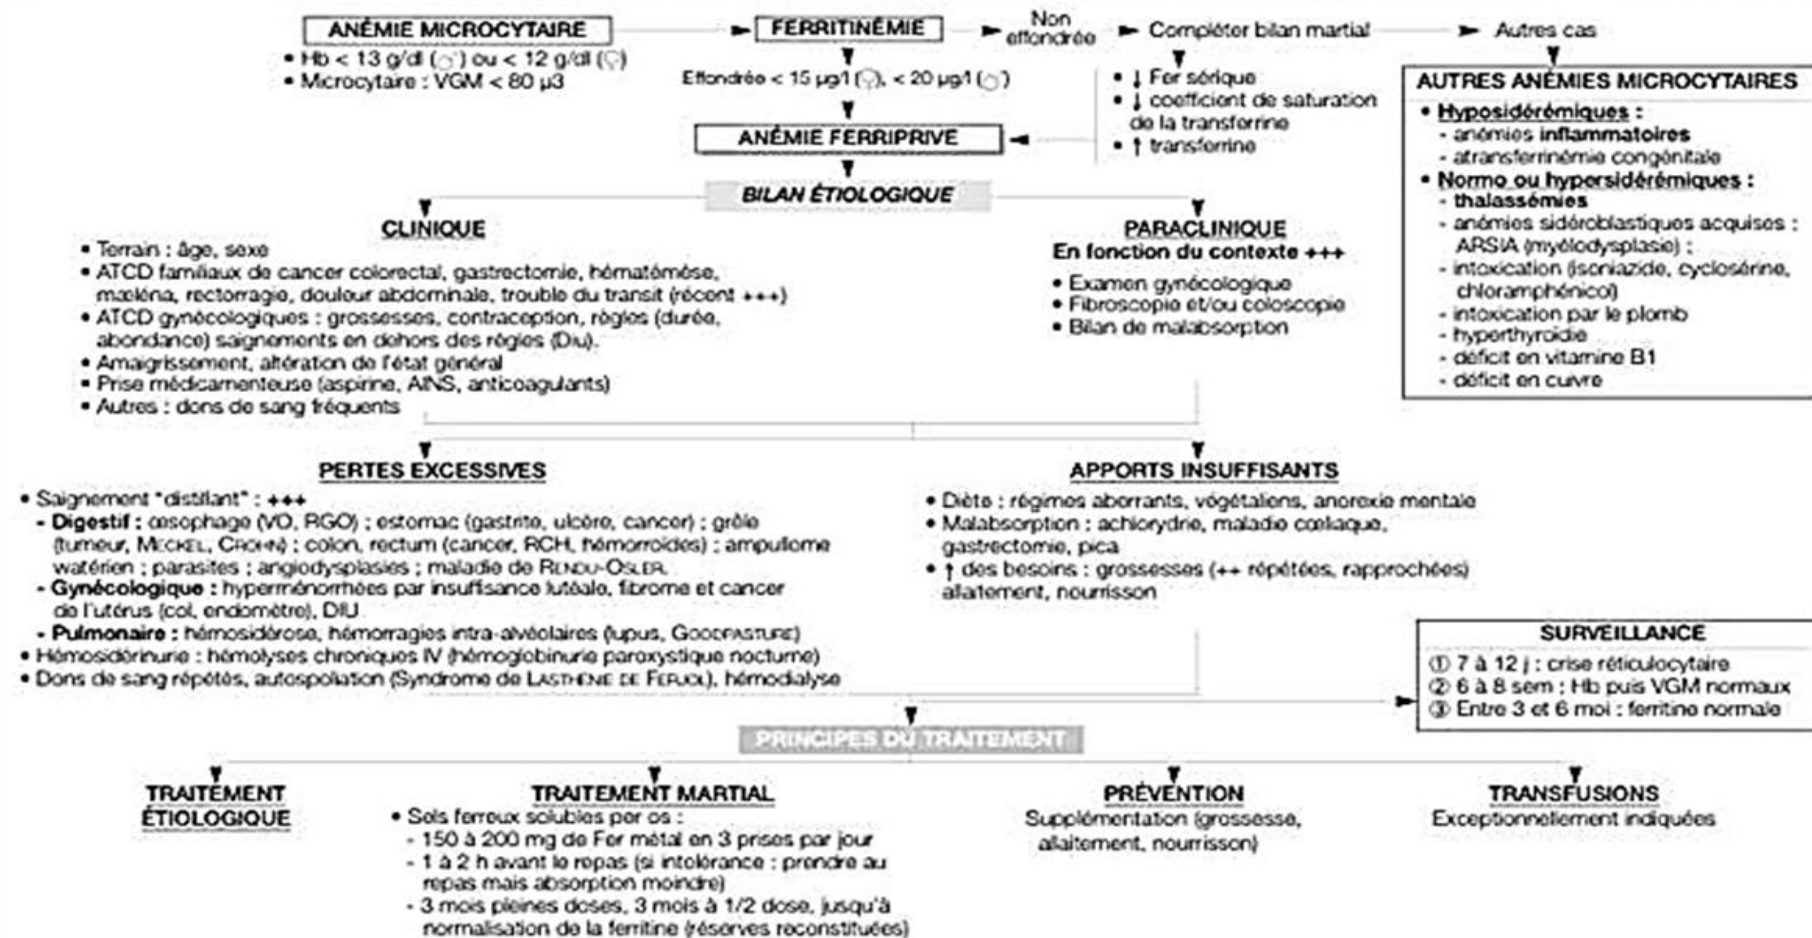 ANÉMIE MICROCYTAIRE
• Hb < 13 g/dl (♂) ou < 12 g/dl (♀)
• Microcytaire : VGM < 80 µ3
FERRITINÉMIE
Effondrée < 15 µg/l (♀), < 20 µg/l (♂)
Non
effondrée
Compléter bilan martial
• ↓ Fer sérique
• ↓ coefficient de saturation
de la transferrine
• ↑ transferrine
Autres cas
AUTRES ANÉMIES MICROCYTAIRES
• Hyposidérémiques :
- anémies inflammatoires
- atransferrinémie congénitale
• Normo ou hypersidérémiques :
- thalassémies
- anémies sidéroblastiques acquises :
ARSIA (myélodysplasie) ;
- intoxication (isoniazide, cyclosérine,
chloramphénicol)
- intoxication par le plomb
- hyperthyroïdie
- déficit en vitamine B1
- déficit en cuivre
ANÉMIE FERRIPRIVE
BILAN ÉTIOLOGIQUE
CLINIQUE
• Terrain : âge, sexe
• ATCD familiaux de cancer colorectal, gastrectomie, hématémèse,
mæléna, rectorragie, douleur abdominale, trouble du transit (récent +++)
• ATCD gynécologiques : grossesses, contraception, règles (durée,
abondance) saignements en dehors des règles (Diu).
• Amaigrissement, altération de l'état général
• Prise médicamenteuse (aspirine, AINS, anticoagulants)
• Autres : dons de sang fréquents
PARACLINIQUE
En fonction du contexte +++
• Examen gynécologique
• Fibroscopie et/ou coloscopie
• Bilan de malabsorption
PERTES EXCESSIVES
• Saignement "distillant" : +++
- Digestif : œsophage (VO, RGO) ; estomac (gastrite, ulcère, cancer) ; grêle
(tumeur, MECKEL, CROHN) ; colon, rectum (cancer, RCH, hémorroïdes) ; ampullome
watérien ; parasites ; angiodysplasies ; maladie de RENDU-OSLER.
- Gynécologique : hyperménorrhées par insuffisance lutéale, fibrome et cancer
de l'utérus (col, endomètre), DIU
- Pulmonaire : hémosidérose, hémorragies intra-alvéolaires (lupus, GOODPASTURE)
• Hémosidérinurie : hémolyses chroniques IV (hémoglobinurie paroxystique nocturne)
• Dons de sang répétés, autospoliation (Syndrome de LASTHÉNIE DE FERJOL), hémodialyse
APPORTS INSUFFISANTS
• Diète : régimes aberrants, végétaliens, anorexie mentale
• Malabsorption : achlorydrie, maladie cœliaque,
gastrectomie, pica
• ↑ des besoins : grossesses (++ répétées, rapprochées)
allaitement, nourrisson
SURVEILLANCE
① 7 à 12 j : crise réticulocytaire
② 6 à 8 sem : Hb puis VGM normaux
③ Entre 3 et 6 moi : ferritine normale
PRINCIPES DU TRAITEMENT
TRAITEMENT
ÉTIOLOGIQUE
TRAITEMENT MARTIAL
• Sels ferreux solubles per os :
- 150 à 200 mg de Fer métal en 3 prises par jour
- 1 à 2 h avant le repas (si intolérance : prendre au
repas mais absorption moindre)
- 3 mois pleines doses, 3 mois à 1/2 dose, jusqu'à
normalisation de la ferritine (réserves reconstituées)
PRÉVENTION
Supplémentation (grossesse,
allaitement, nourrisson)
TRANSFUSIONS
Exceptionnellement indiquées